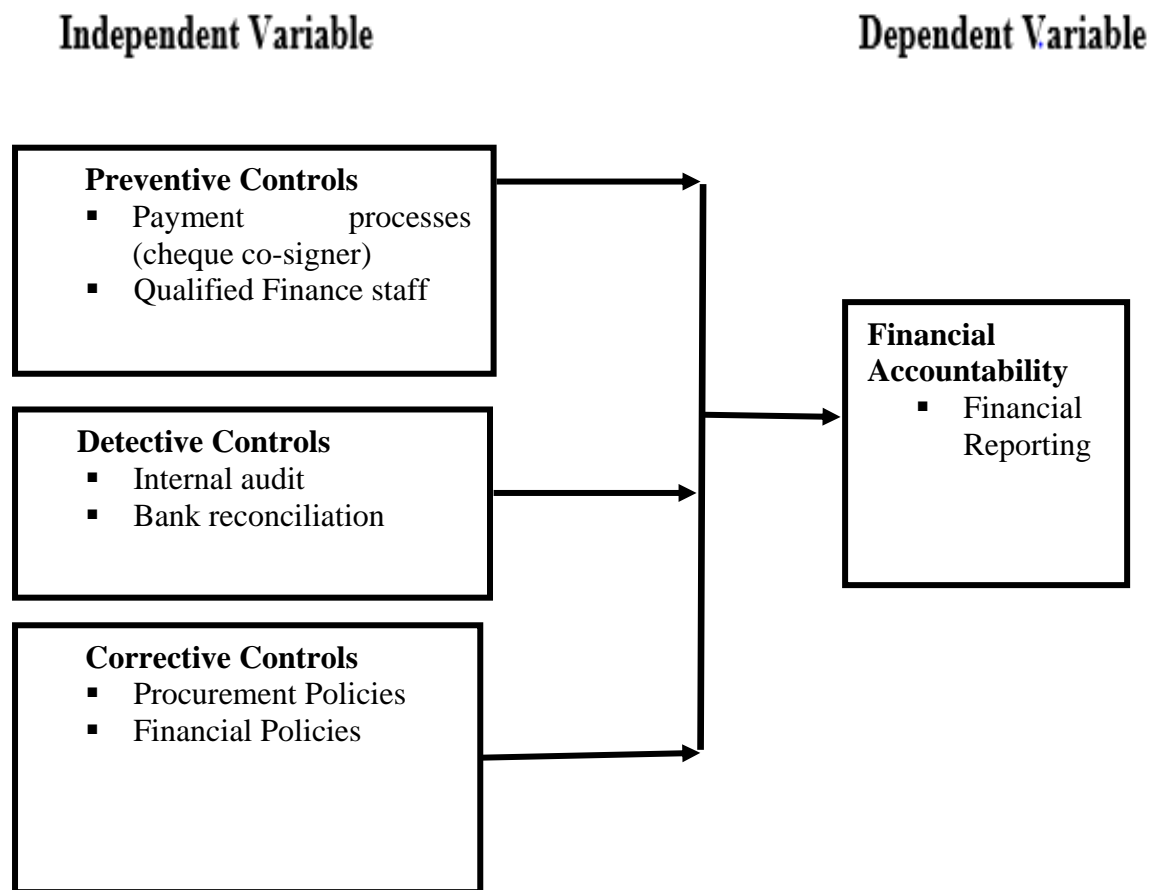 Independent Variable
Dependent Variable
Preventive Controls
▪ Payment processes
(cheque co-signer)
▪ Qualified Finance staff
Detective Controls
▪ Internal audit
▪ Bank reconciliation
Corrective Controls
▪ Procurement Policies
▪ Financial Policies
Financial
Accountability
▪ Financial
Reporting